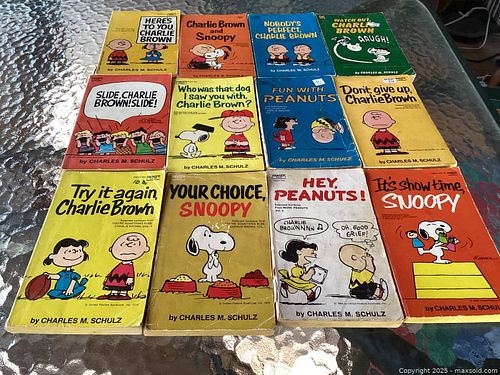 HERE'S
TO YOU
CHARLIE
BROWN
by CHARLES M. SCHULZ
Charlie Brown
and
Snoopy
by CHARLES M. SCHULZ
NOBODY'S
PERFECT,
CHARLIE BROWN
by CHARLES M. SCHULZ
WATCH OUT,
CHARLIE
BROWN
AAUGH!
by CHARLES M. SCHULZ
SLIDE, CHARLIE
BROWN! SLIDE!
by CHARLES M. SCHULZ
Who was that dog
I saw you with,
Charlie Brown?
by CHARLES M. SCHULZ
FUN WITH
PEANUTS
by CHARLES M. SCHULZ
Don't give up,
Charlie Brown
by CHARLES M. SCHULZ
Try it again,
Charlie Brown
by CHARLES M. SCHULZ
YOUR CHOICE,
SNOOPY
by CHARLES M. SCHULZ
HEY,
PEANUTS!
CHARLIE
BROWNNNN
OH, GOOD
GRIEF!
by CHARLES M. SCHULZ
It's show time,
SNOOPY
by CHARLES M. SCHULZ
Copyright 2025 - maxsold.com